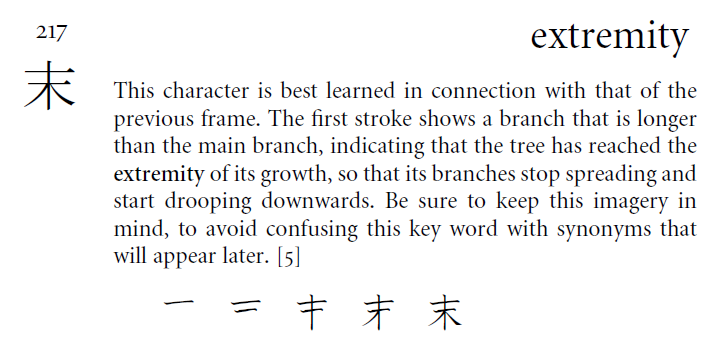 217
extremity
末
This character is best learned in connection with that of the
previous frame. The first stroke shows a branch that is longer
than the main branch, indicating that the tree has reached the
extremity of its growth, so that its branches stop spreading and
start drooping downwards. Be sure to keep this imagery in
mind, to avoid confusing this key word with synonyms that
will appear later. [5]
一 二 キ 才 末